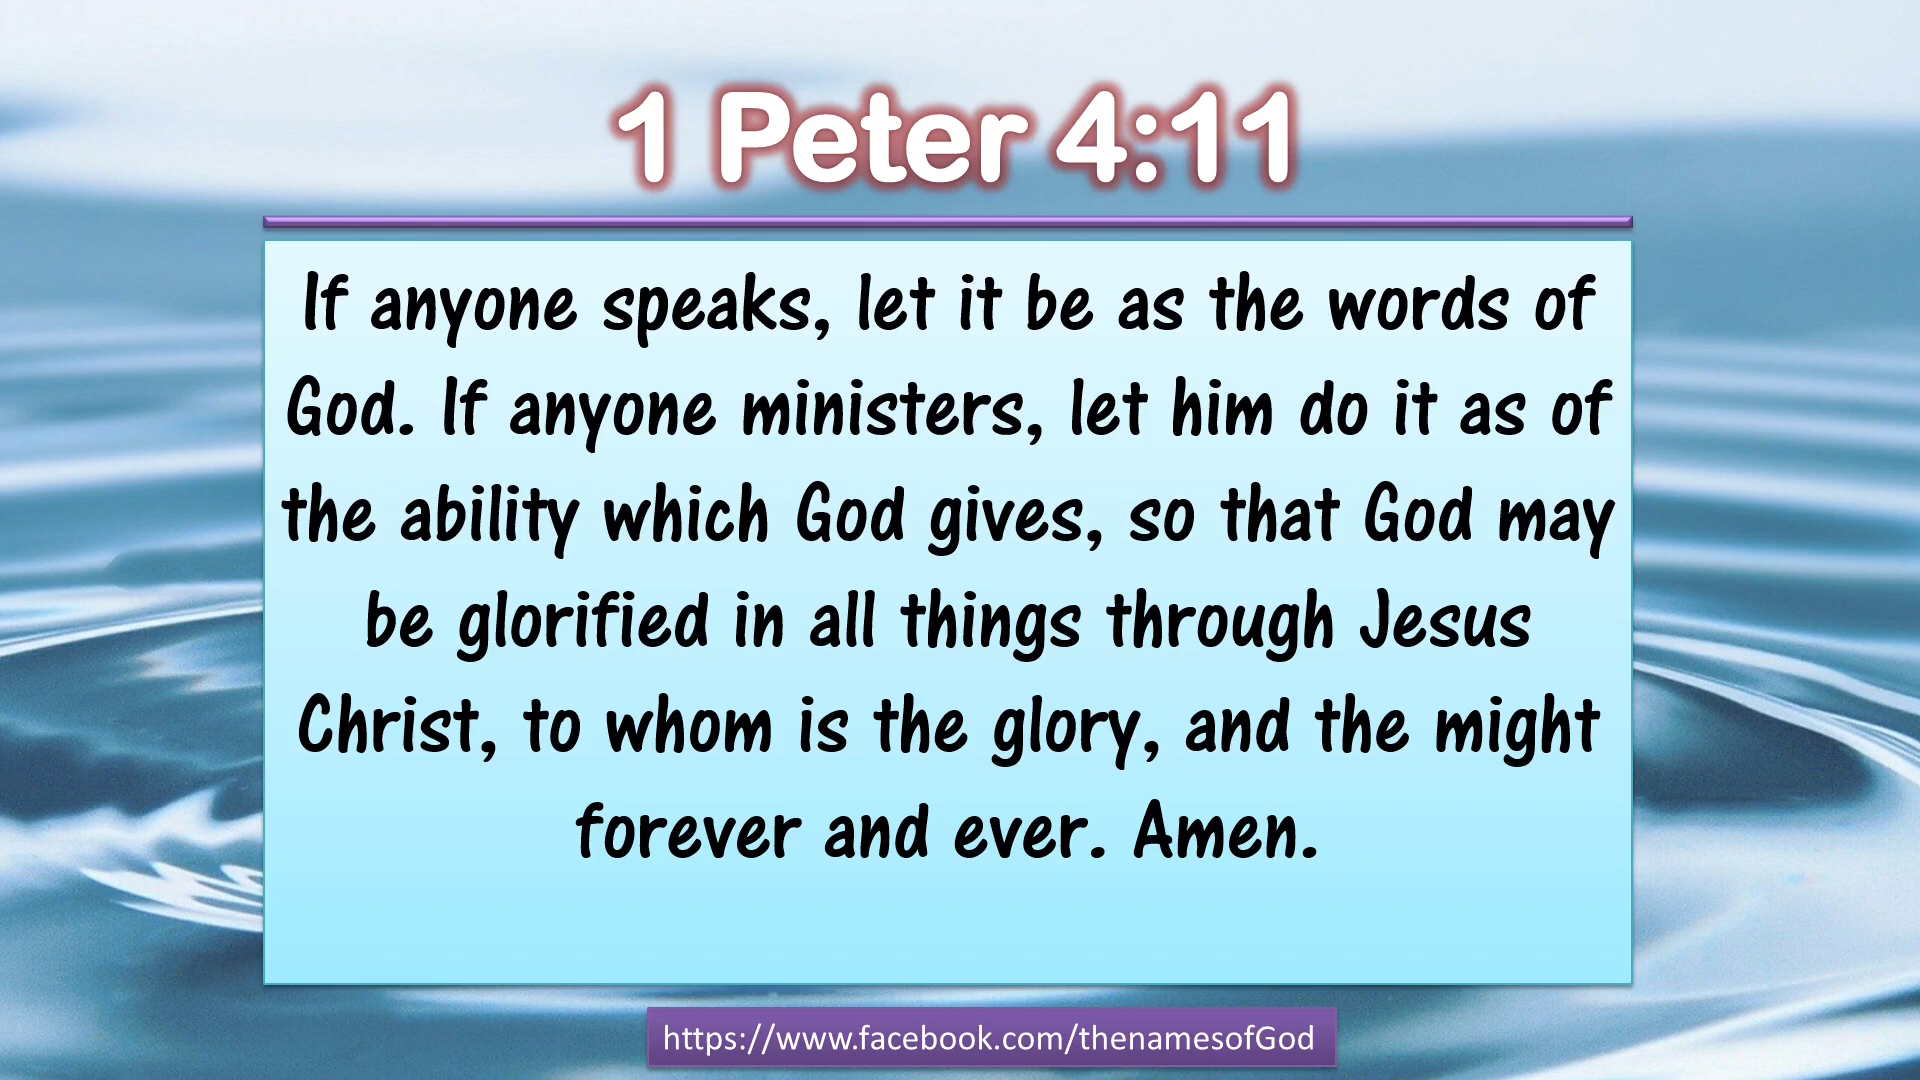 1 Peter 4:11
If anyone speaks, let it be as the words of
God. If anyone ministers, let him do it as of
the ability which God gives, so that God may
be glorified in all things through Jesus
Christ, to whom is the glory, and the might
forever and ever. Amen.
https://www.facebook.com/thenamesofGod